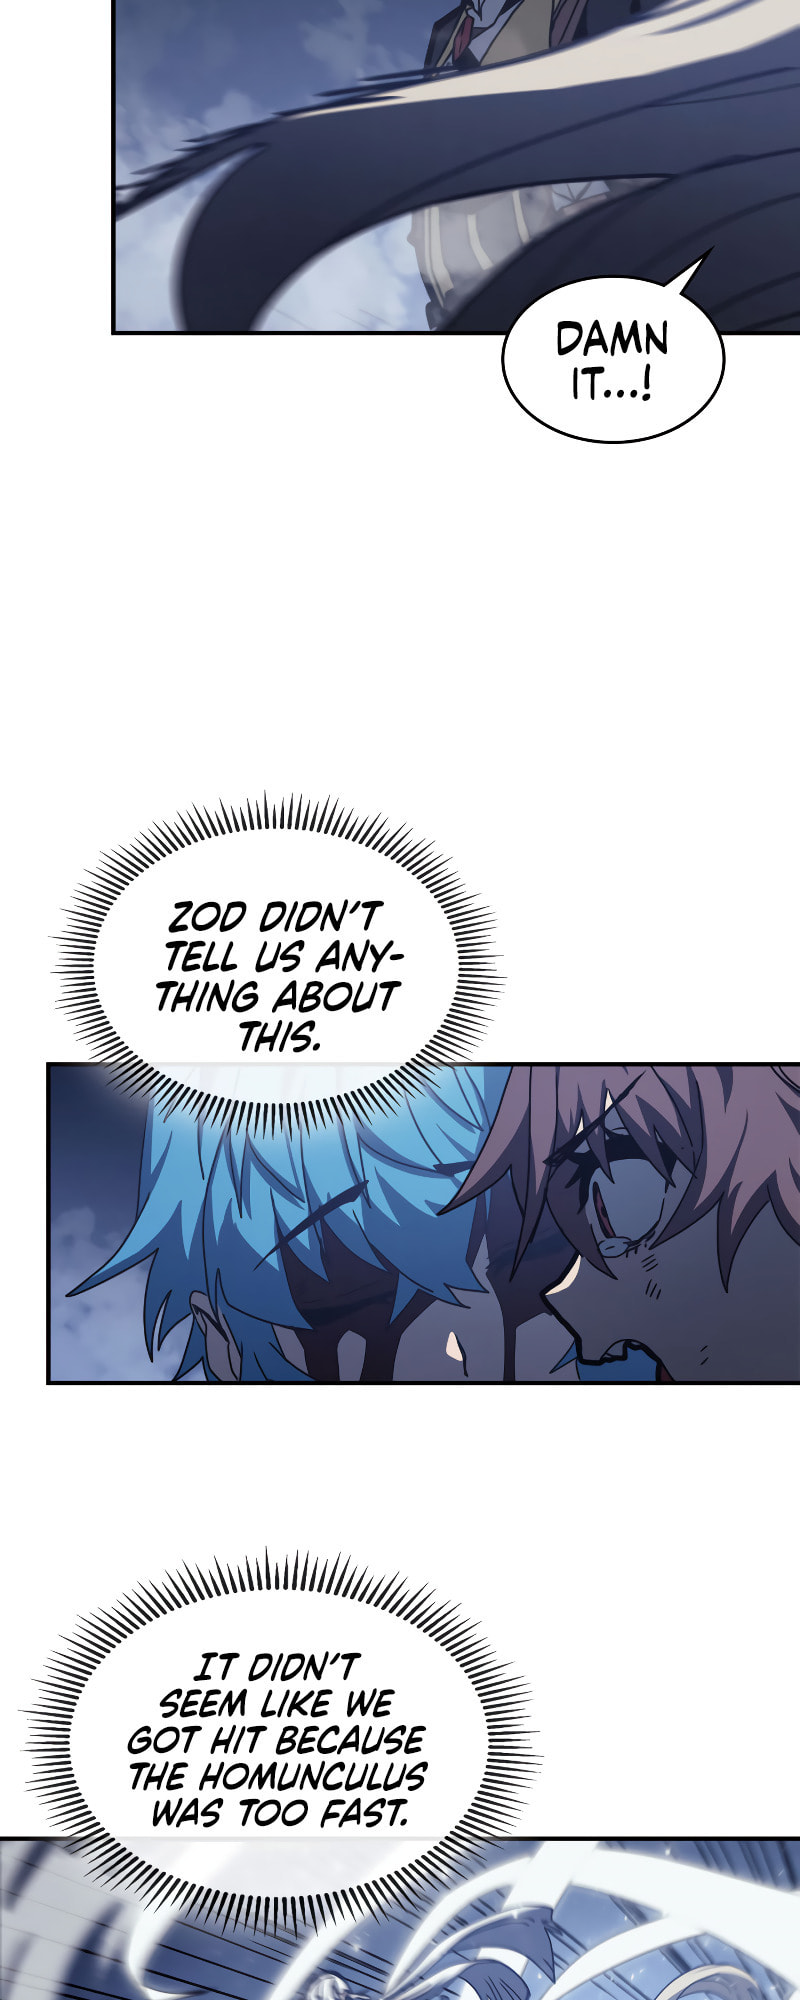 DAMN
IT...!
ZOD DIDN'T
TELL US ANY-
THING ABOUT
THIS.
IT DIDN'T
SEEM LIKE WE
GOT HIT BECAUSE
THE HOMUNCULUS
WAS TOO FAST.